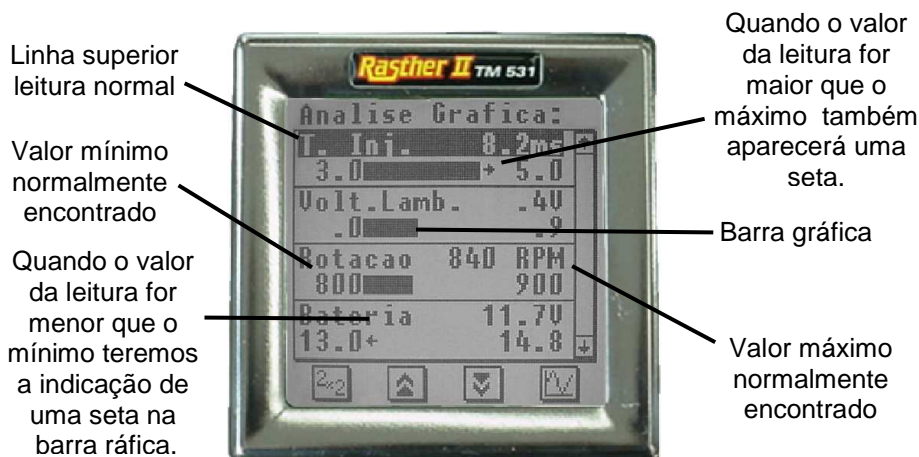 Linha superior
leitura normal
Valor mínimo
normalmente
encontrado
Quando o valor
da leitura for
menor que o
mínimo teremos
a indicação de
uma seta na
barra ráfica.
Rasther II TM 531
Analise Grafica:
T. Inj. 8.2ms
3.0 → 5.0
Volt.Lamb. .4V
.0 .9
Rotacao 840 RPM
800 900
Bateria 11.7V
13.0← 14.8
2x2
Quando o valor
da leitura for
maior que o
máximo também
aparecerá uma
seta.
Barra gráfica
Valor máximo
normalmente
encontrado